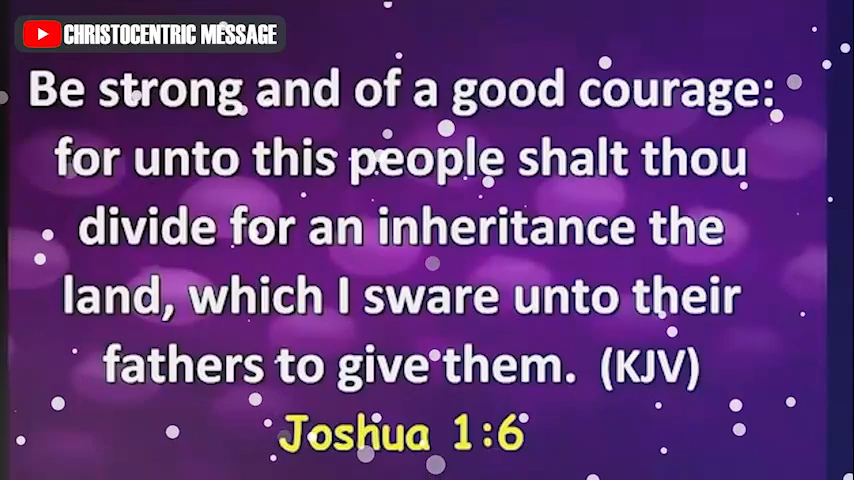 CHRISTOCENTRIC MESSAGE
Be strong and of a good courage:
for unto this people shalt thou
divide for an inheritance the
land, which I sware unto their
fathers to give them. (KJV)
Joshua 1:6